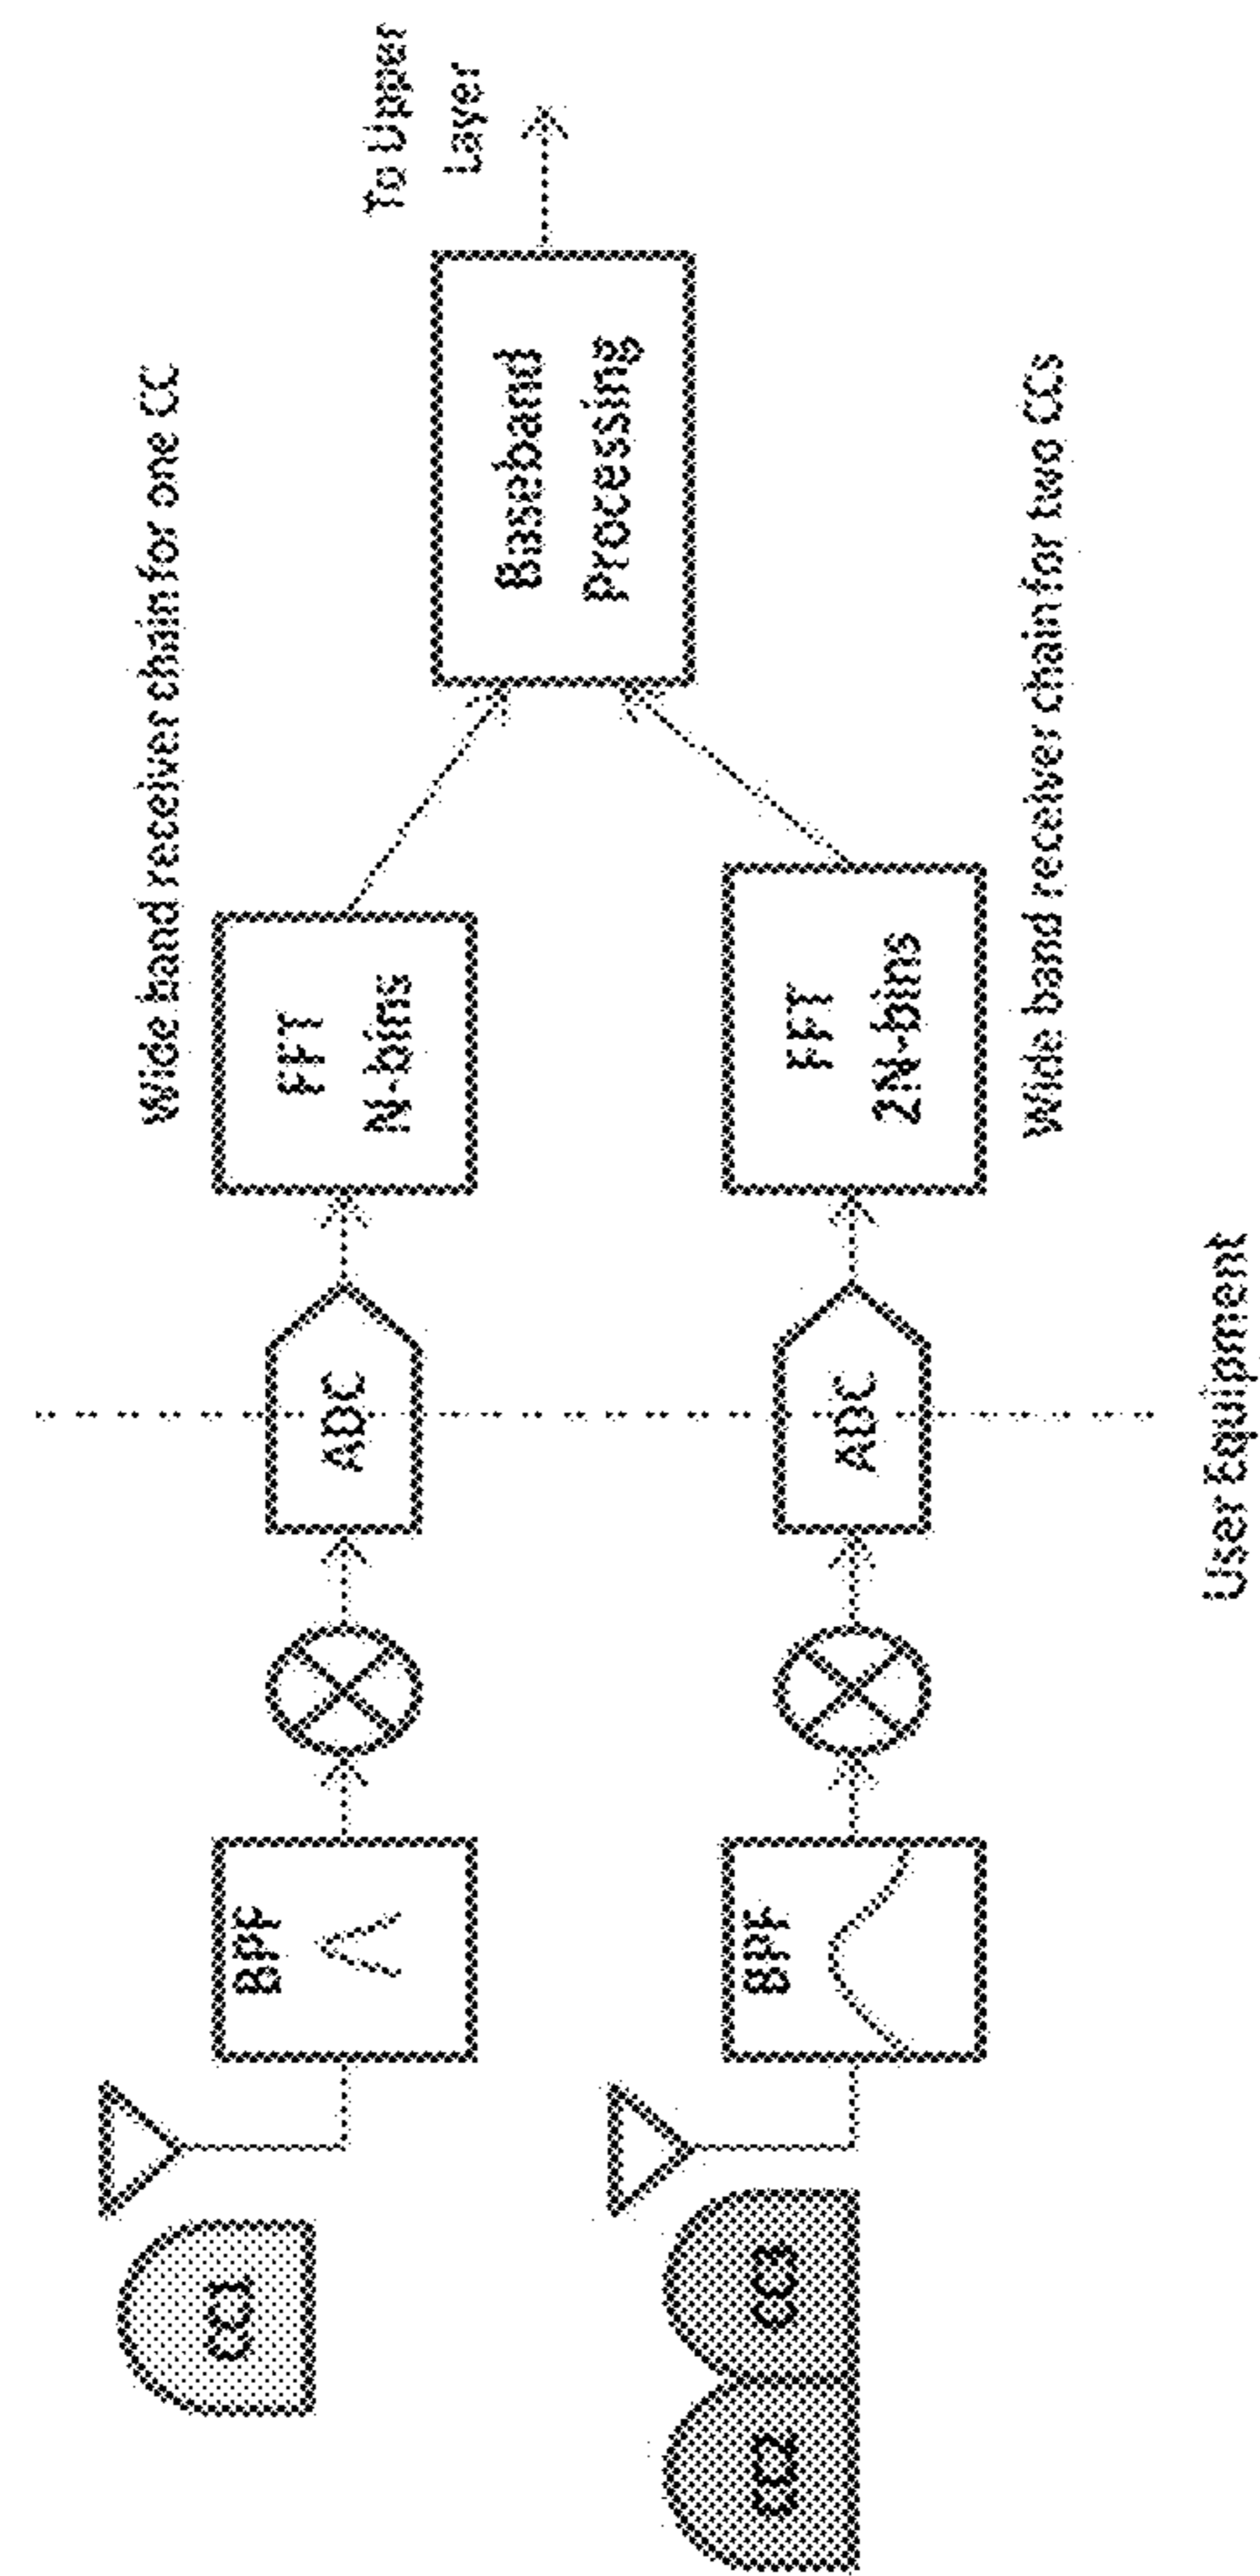 Wide band receiver chain for one CC
CC1
BPF
ADC
FFT
N-bins
To Upper
Layer
Baseband
Processing
CC2
CC3
BPF
ADC
FFT
2N-bins
Wide band receiver chain for two CCs
User Equipment